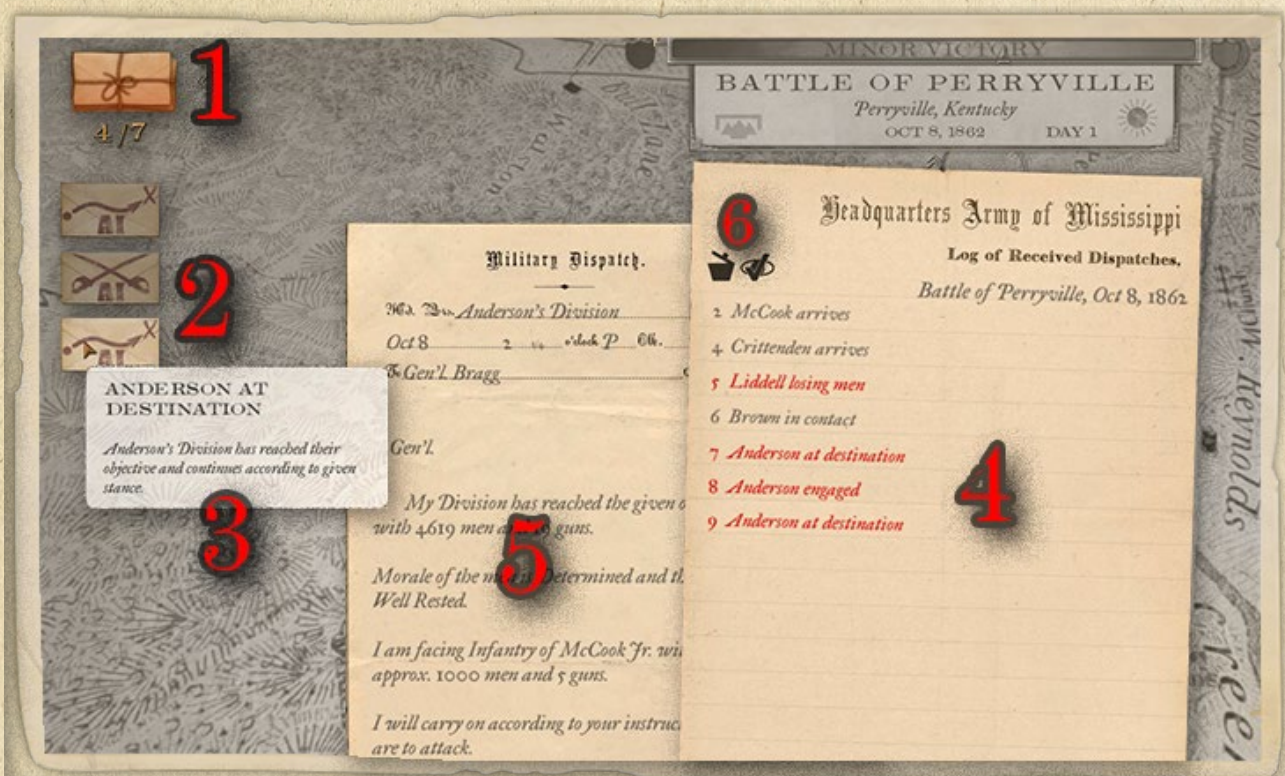 1
4/7
AI
AI
2
AI
ANDERSON AT
DESTINATION
Anderson's Division has reached their
objective and continues according to given
stance.
3
MINOR VICTORY
BATTLE OF PERRYVILLE
Perryville, Kentucky
OCT 8, 1862 DAY 1
Military Dispatch.
Anderson's Division
Oct 8 2 o'clock P
Gen'l. Bragg
Gen'l.
My Division has reached the given
with 4619 men guns.
5
Morale of the Determined and
Well Rested.
I am facing Infantry of McCook Jr.
approx. 1000 men and 5 guns.
I will carry on according to your
are to attack.
6
Headquarters Army of Mississippi
Log of Received Dispatches,
Battle of Perryville, Oct 8, 1862
2 McCook arrives
4 Crittenden arrives
5 Liddell losing men
6 Brown in contact
7 Anderson at destination
8 Anderson engaged
9 Anderson at destination
4
Walton
Lane
W. Reynolds
Creek